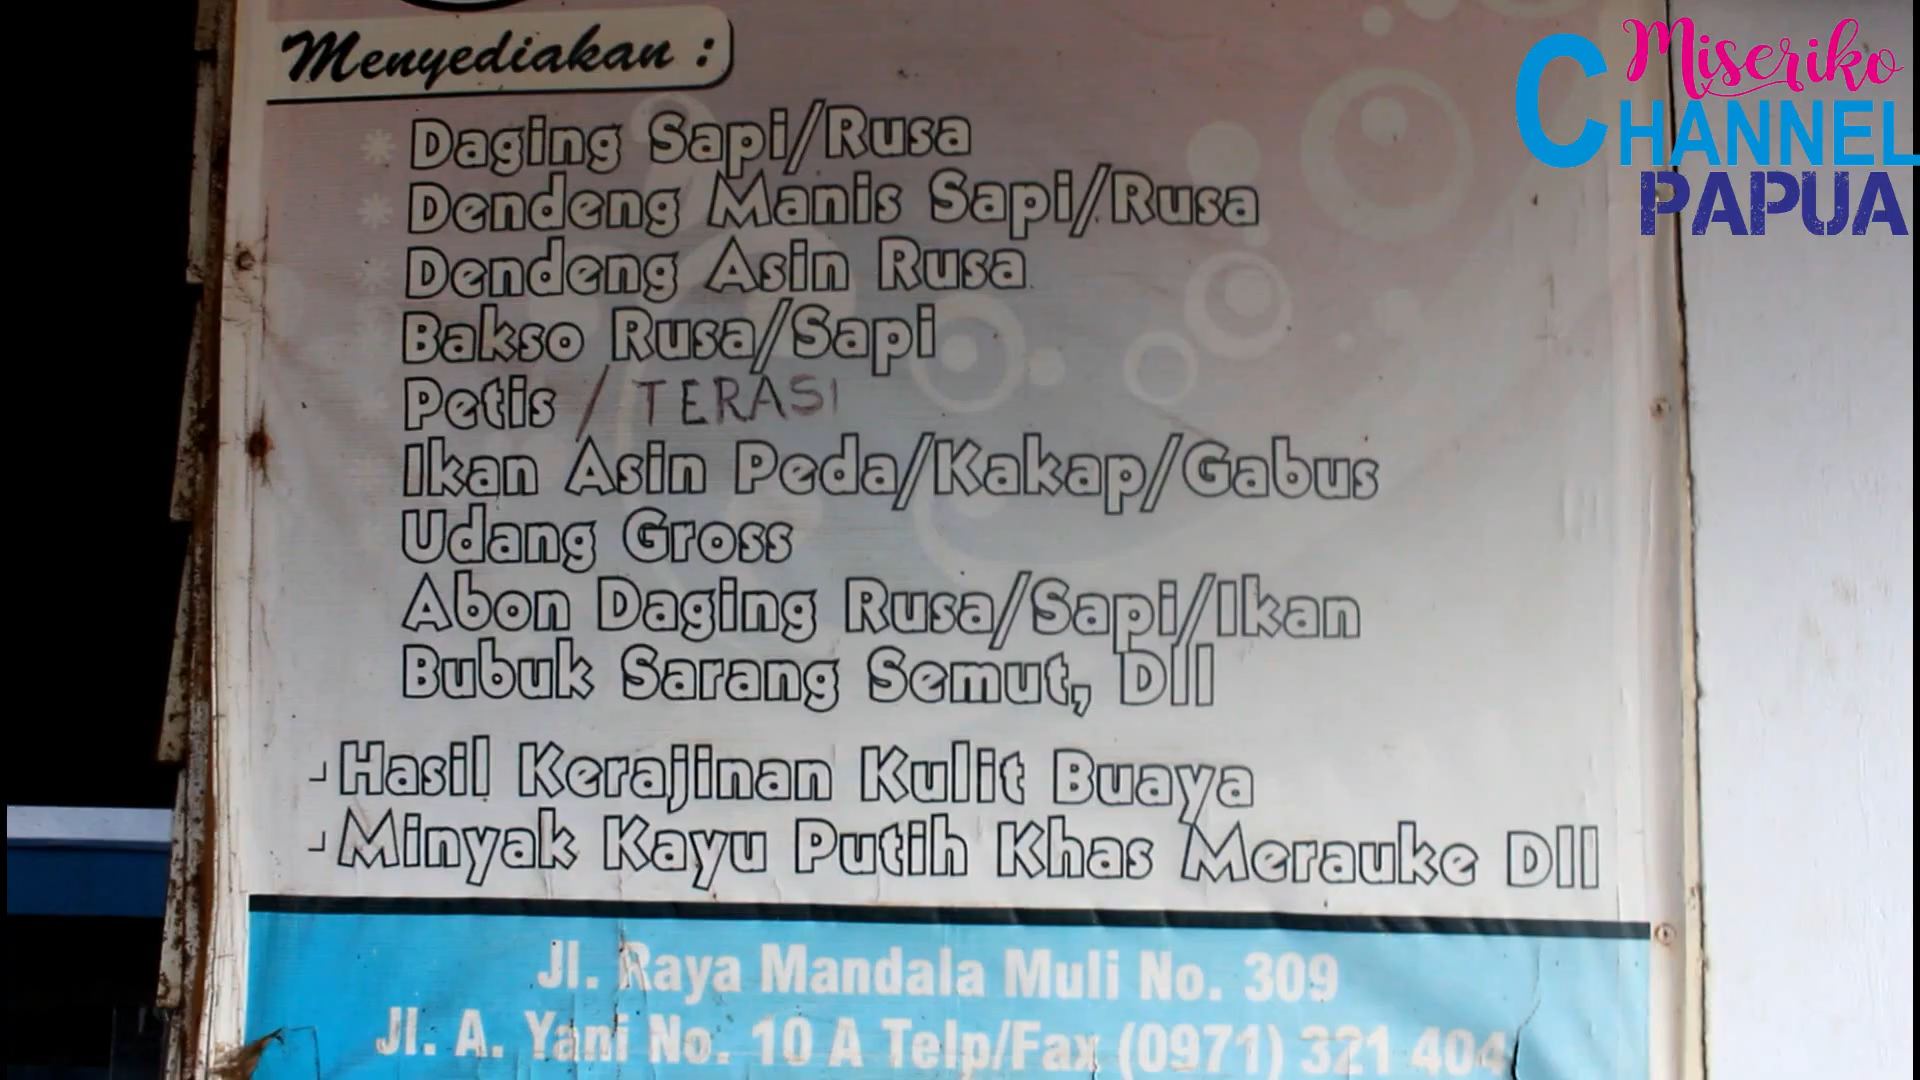 Menyediakan :
Daging Sapi/Rusa
Dendeng Manis Sapi/Rusa
Dendeng Asin Rusa
Bakso Rusa/Sapi
Petis / TERASI
Ikan Asin Peda/Kakap/Gabus
Udang Gross
Abon Daging Rusa/Sapi/Ikan
Bubuk Sarang Semut, Dll
- Hasil Kerajinan Kulit Buaya
- Minyak Kayu Putih Khas Merauke Dll
Jl. Raya Mandala Muli No. 309
Jl. A. Yani No. 10 A Telp/Fax (0971) 321 404
Miseriko
CHANNEL
PAPUA